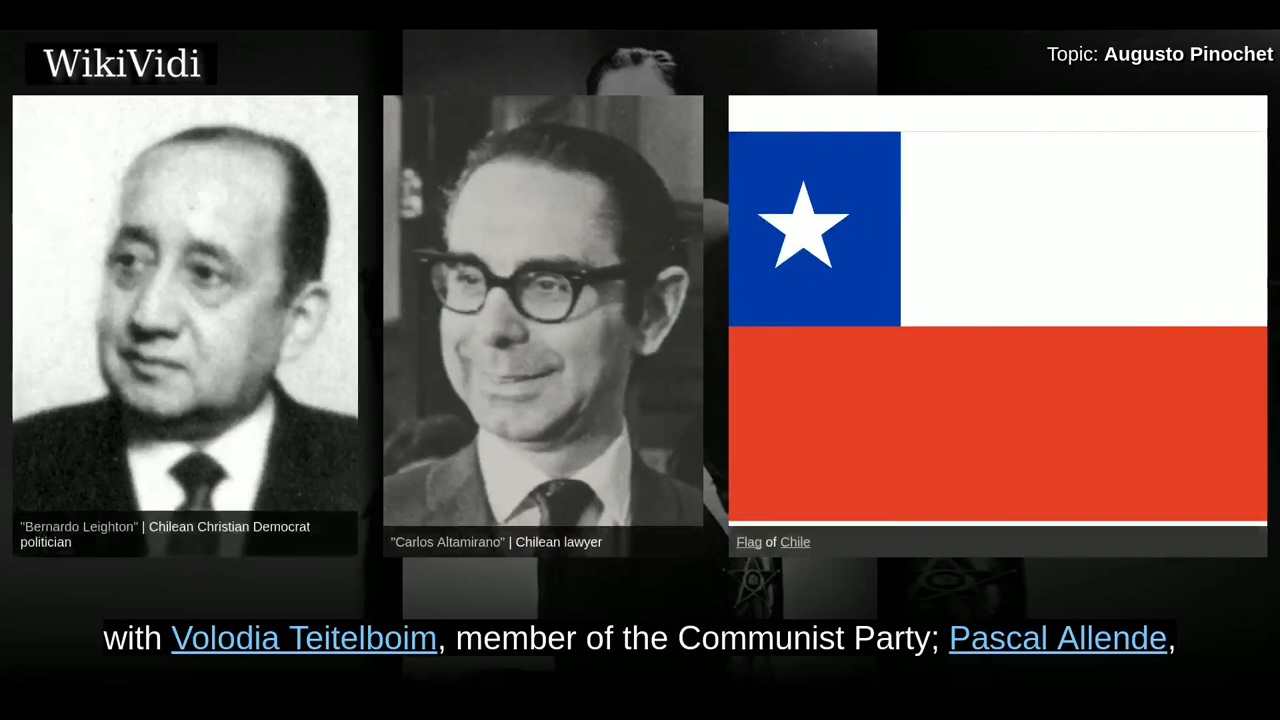 WikiVidi
Topic: Augusto Pinochet
"Bernardo Leighton" | Chilean Christian Democrat
politician
"Carlos Altamirano" | Chilean lawyer
Flag of Chile
with Volodia Teitelboim, member of the Communist Party; Pascal Allende,